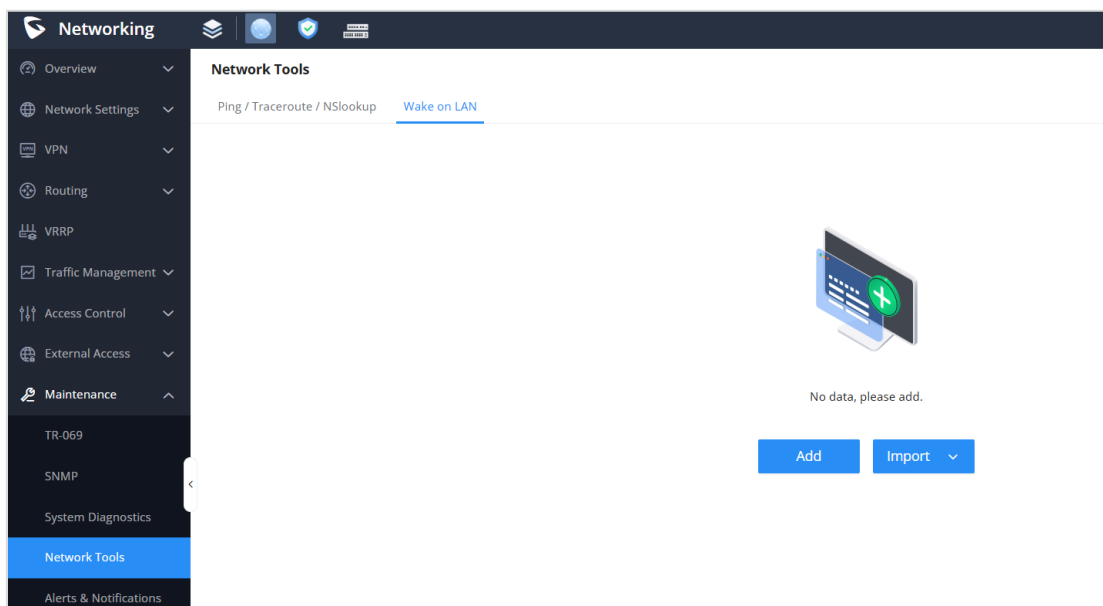 Networking
Overview
Network Settings
VPN
VPN
Routing
VRRP
Traffic Management
Access Control
External Access
Maintenance
TR-069
SNMP
System Diagnostics
Network Tools
Alerts & Notifications
Network Tools
Ping / Traceroute / NSlookup Wake on LAN
No data, please add.
Add Import